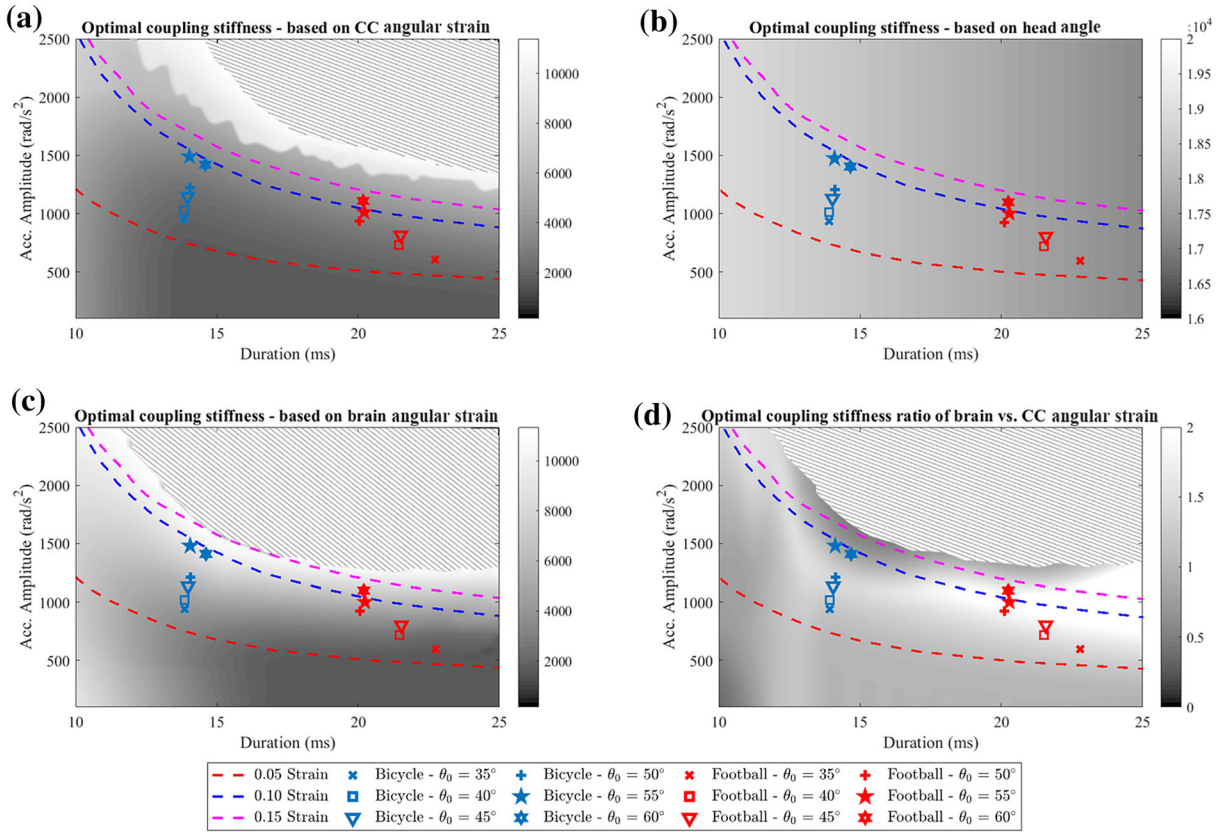 (a)
Optimal coupling stiffness - based on CC angular strain
2500
2000
1500
1000
500
Acc. Amplitude (rad/s²)
10 15 20 25
Duration (ms)
10000
8000
6000
4000
2000
(b)
Optimal coupling stiffness - based on head angle
×10⁴
2500
2000
1500
1000
500
Acc. Amplitude (rad/s²)
10 15 20 25
Duration (ms)
2
1.95
1.9
1.85
1.8
1.75
1.7
1.65
1.6
(c)
Optimal coupling stiffness - based on brain angular strain
2500
2000
1500
1000
500
Acc. Amplitude (rad/s²)
10 15 20 25
Duration (ms)
10000
8000
6000
4000
2000
(d)
Optimal coupling stiffness ratio of brain vs. CC angular strain
2500
2000
1500
1000
500
Acc. Amplitude (rad/s²)
10 15 20 25
Duration (ms)
2
1.5
1
0.5
0
0.05 Strain Bicycle - θ₀ = 35° Bicycle - θ₀ = 50° Football - θ₀ = 35° Football - θ₀ = 50°
0.10 Strain Bicycle - θ₀ = 40° Bicycle - θ₀ = 55° Football - θ₀ = 40° Football - θ₀ = 55°
0.15 Strain Bicycle - θ₀ = 45° Bicycle - θ₀ = 60° Football - θ₀ = 45° Football - θ₀ = 60°